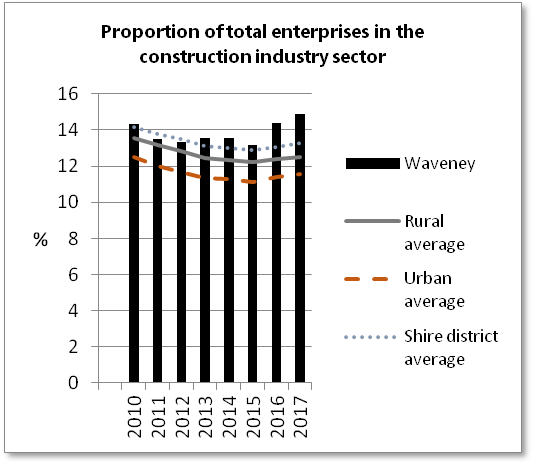 Proportion of total enterprises in the
construction industry sector
16
14
12
10
8
6
4
2
0
%
2010
2011
2012
2013
2014
2015
2016
2017
Waveney
Rural
average
Urban
average
Shire district
average